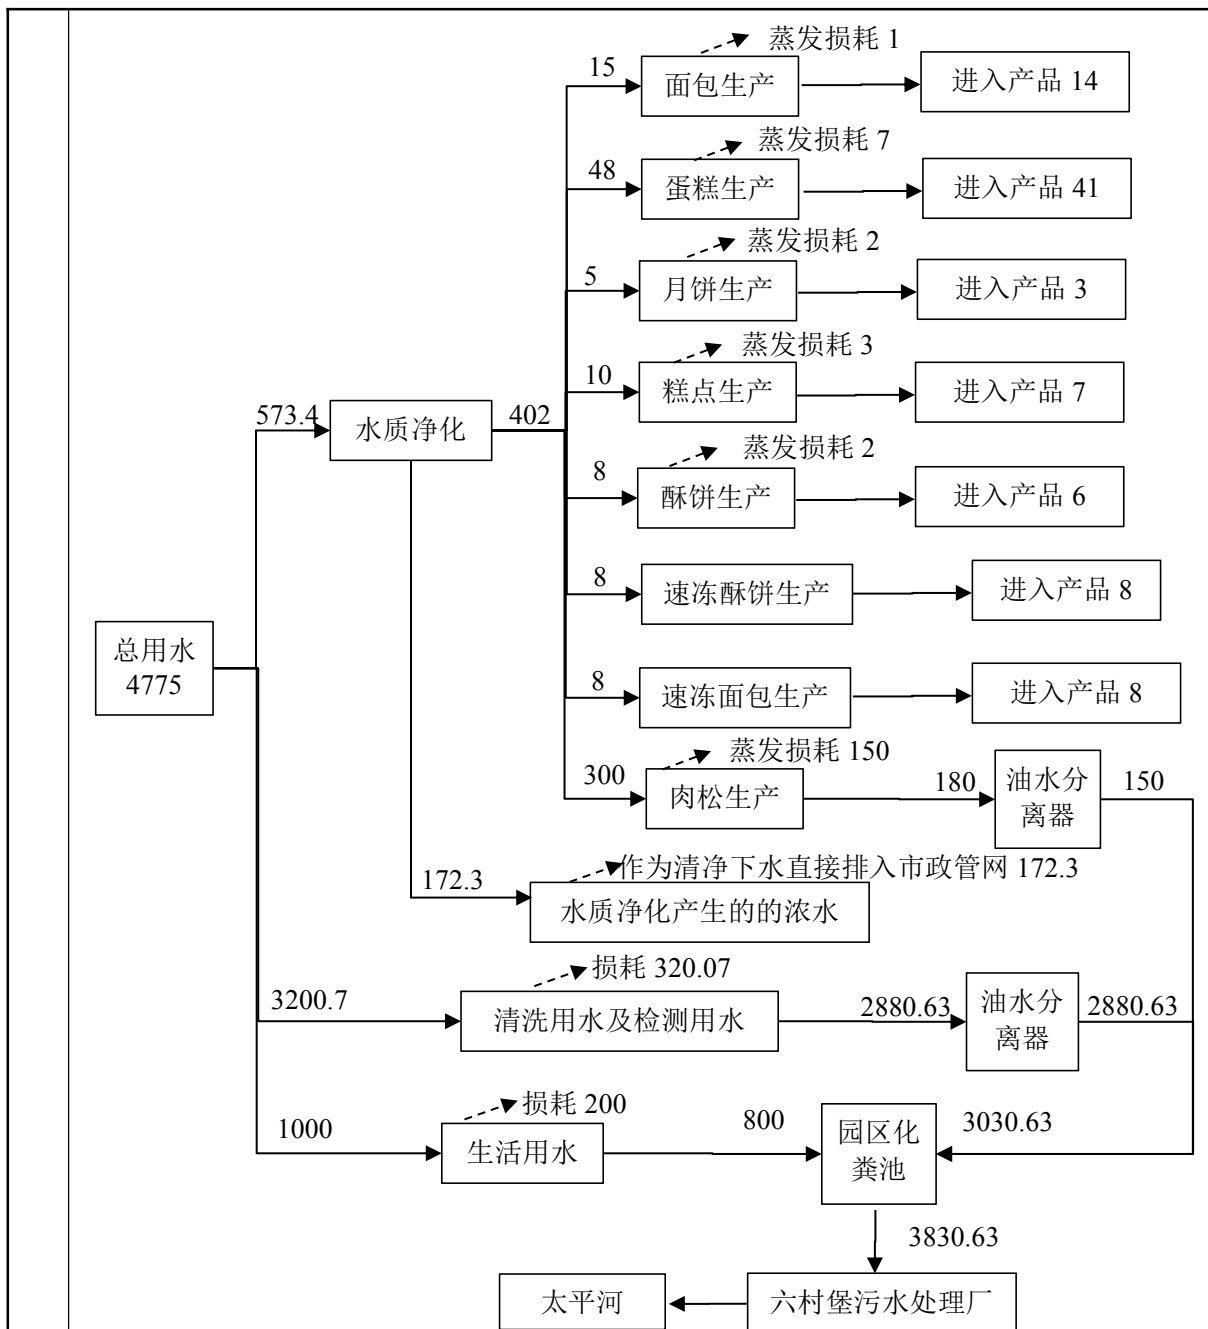 蒸发损耗 1
15
面包生产
进入产品 14
蒸发损耗 7
48
蛋糕生产
进入产品 41
蒸发损耗 2
5
月饼生产
进入产品 3
蒸发损耗 3
10
糕点生产
进入产品 7
573.4
水质净化
402
蒸发损耗 2
8
酥饼生产
进入产品 6
8
速冻酥饼生产
进入产品 8
总用水
4775
8
速冻面包生产
进入产品 8
蒸发损耗 150
300
肉松生产
180
油水分
离器
150
作为清净下水直接排入市政管网 172.3
172.3
水质净化产生的的浓水
损耗 320.07
3200.7
清洗用水及检测用水
2880.63
油水分
离器
2880.63
损耗 200
1000
生活用水
800
园区化
粪池
3030.63
3830.63
太平河
六村堡污水处理厂